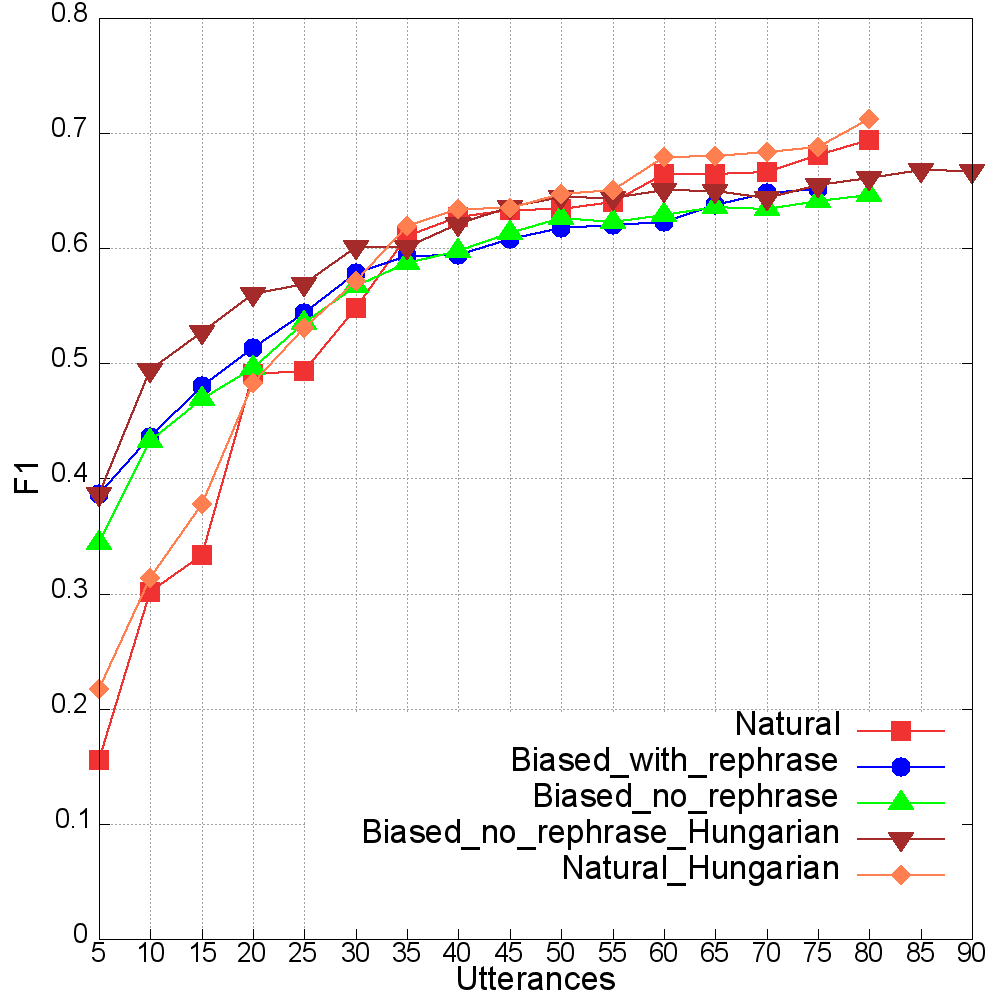 0.8
0.7
0.6
0.5
0.4
0.3
0.2
0.1
0
F1
Natural
Biased_with_rephrase
Biased_no_rephrase
Biased_no_rephrase_Hungarian
Natural_Hungarian
5 10 15 20 25 30 35 40 45 50 55 60 65 70 75 80 85 90
Utterances